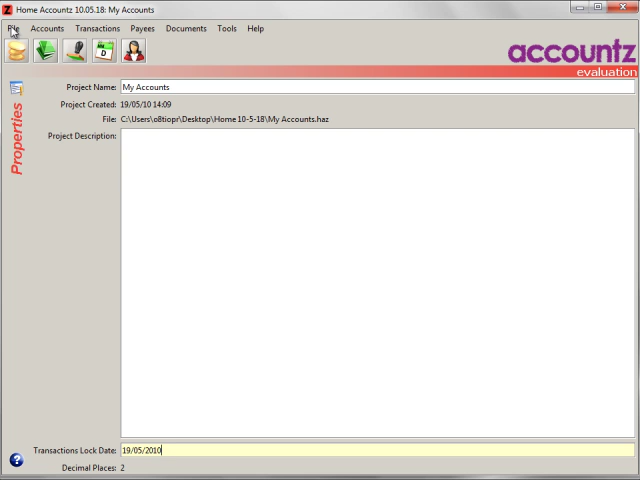 Home Accountz 10.05.18: My Accounts
File Accounts Transactions Payees Documents Tools Help
accountz
evaluation
Properties
Project Name: My Accounts
Project Created: 19/05/10 14:09
File: C:\Users\o8tiopr\Desktop\Home 10-5-18\My Accounts.haz
Project Description:
Transactions Lock Date: 19/05/2010
Decimal Places: 2